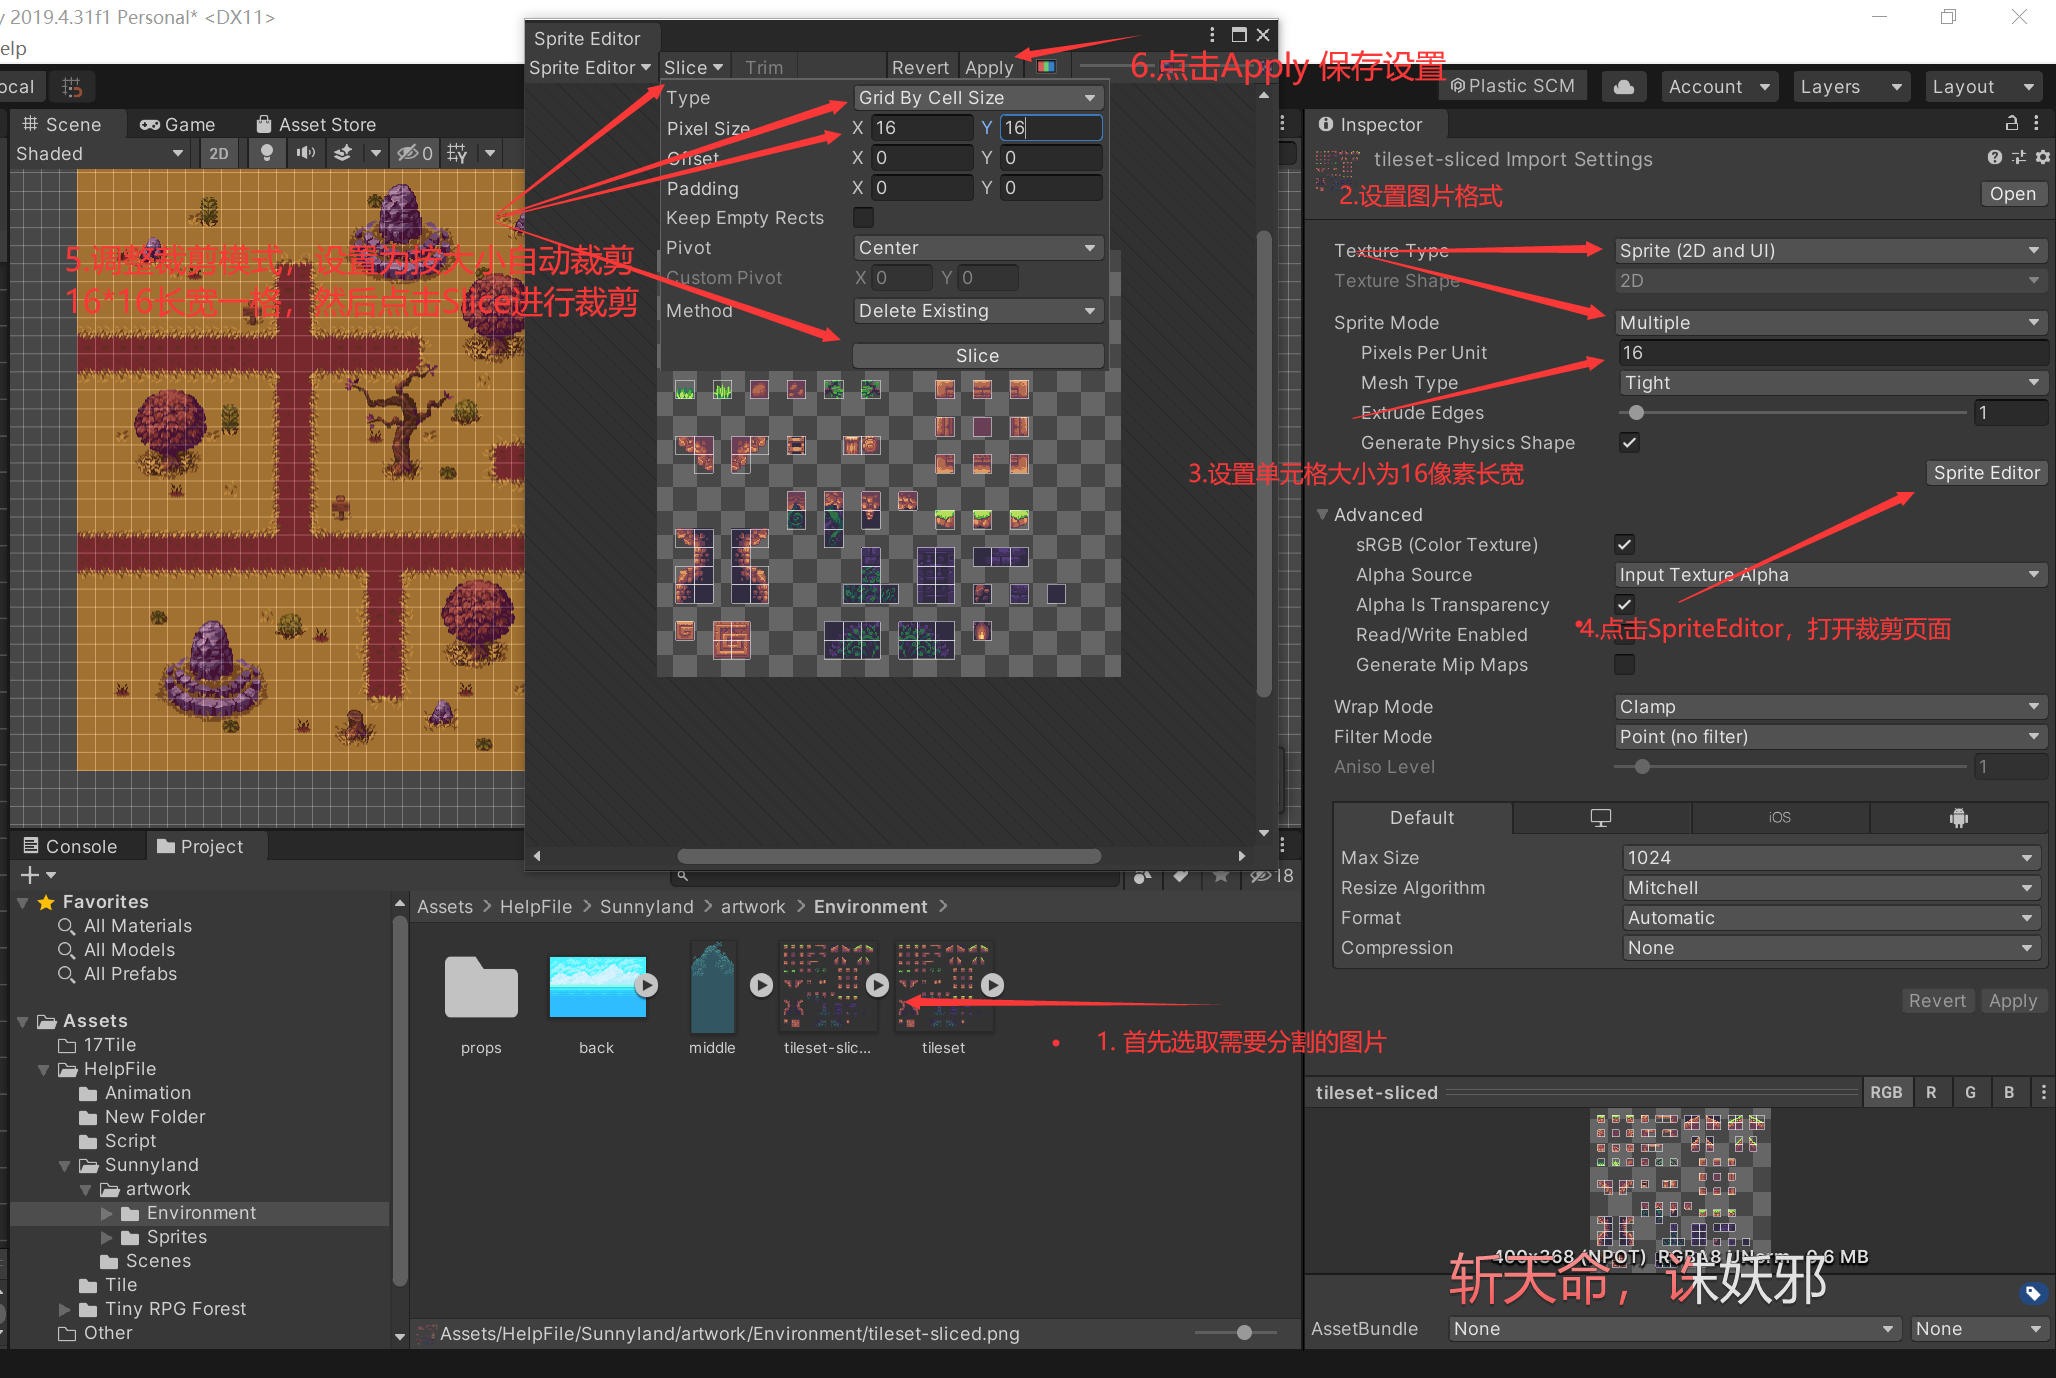 y 2019.4.31f1 Personal* <DX11>
elp
ocal
Plastic SCM
Account
Layers
Layout
Scene
Game
Asset Store
Shaded
2D
0
5.调整裁剪模式，设置为按大小自动裁剪
16*16长宽一格，然后点击Slice进行裁剪
Sprite Editor
Sprite Editor
Slice
Trim
Revert
Apply
6.点击Apply 保存设置
Type
Grid By Cell Size
Pixel Size
X 16
Y 16
Offset
X 0
Y 0
Padding
X 0
Y 0
Keep Empty Rects
Pivot
Center
Custom Pivot
X 0
Y 0
Method
Delete Existing
Slice
Inspector
tileset-sliced Import Settings
Open
2.设置图片格式
Texture Type
Sprite (2D and UI)
Texture Shape
2D
Sprite Mode
Multiple
Pixels Per Unit
16
Mesh Type
Tight
Extrude Edges
1
Generate Physics Shape
3.设置单元格大小为16像素长宽
Sprite Editor
Advanced
sRGB (Color Texture)
Alpha Source
Input Texture Alpha
Alpha Is Transparency
4.点击SpriteEditor，打开裁剪页面
Read/Write Enabled
Generate Mip Maps
Wrap Mode
Clamp
Filter Mode
Point (no filter)
Aniso Level
1
Default
iOS
Max Size
1024
Resize Algorithm
Mitchell
Format
Automatic
Compression
None
Revert
Apply
tileset-sliced
RGB
R
G
B
400x368 (NPOT) RGBA8 UNorm 0.6 MB
斩天命，诛妖邪
AssetBundle
None
None
Console
Project
18
Favorites
All Materials
All Models
All Prefabs
Assets
17Tile
HelpFile
Animation
New Folder
Script
Sunnyland
artwork
Environment
Sprites
Scenes
Tile
Tiny RPG Forest
Other
Assets > HelpFile > Sunnyland > artwork > Environment >
props
back
middle
tileset-slic...
tileset
1. 首先选取需要分割的图片
Assets/HelpFile/Sunnyland/artwork/Environment/tileset-sliced.png